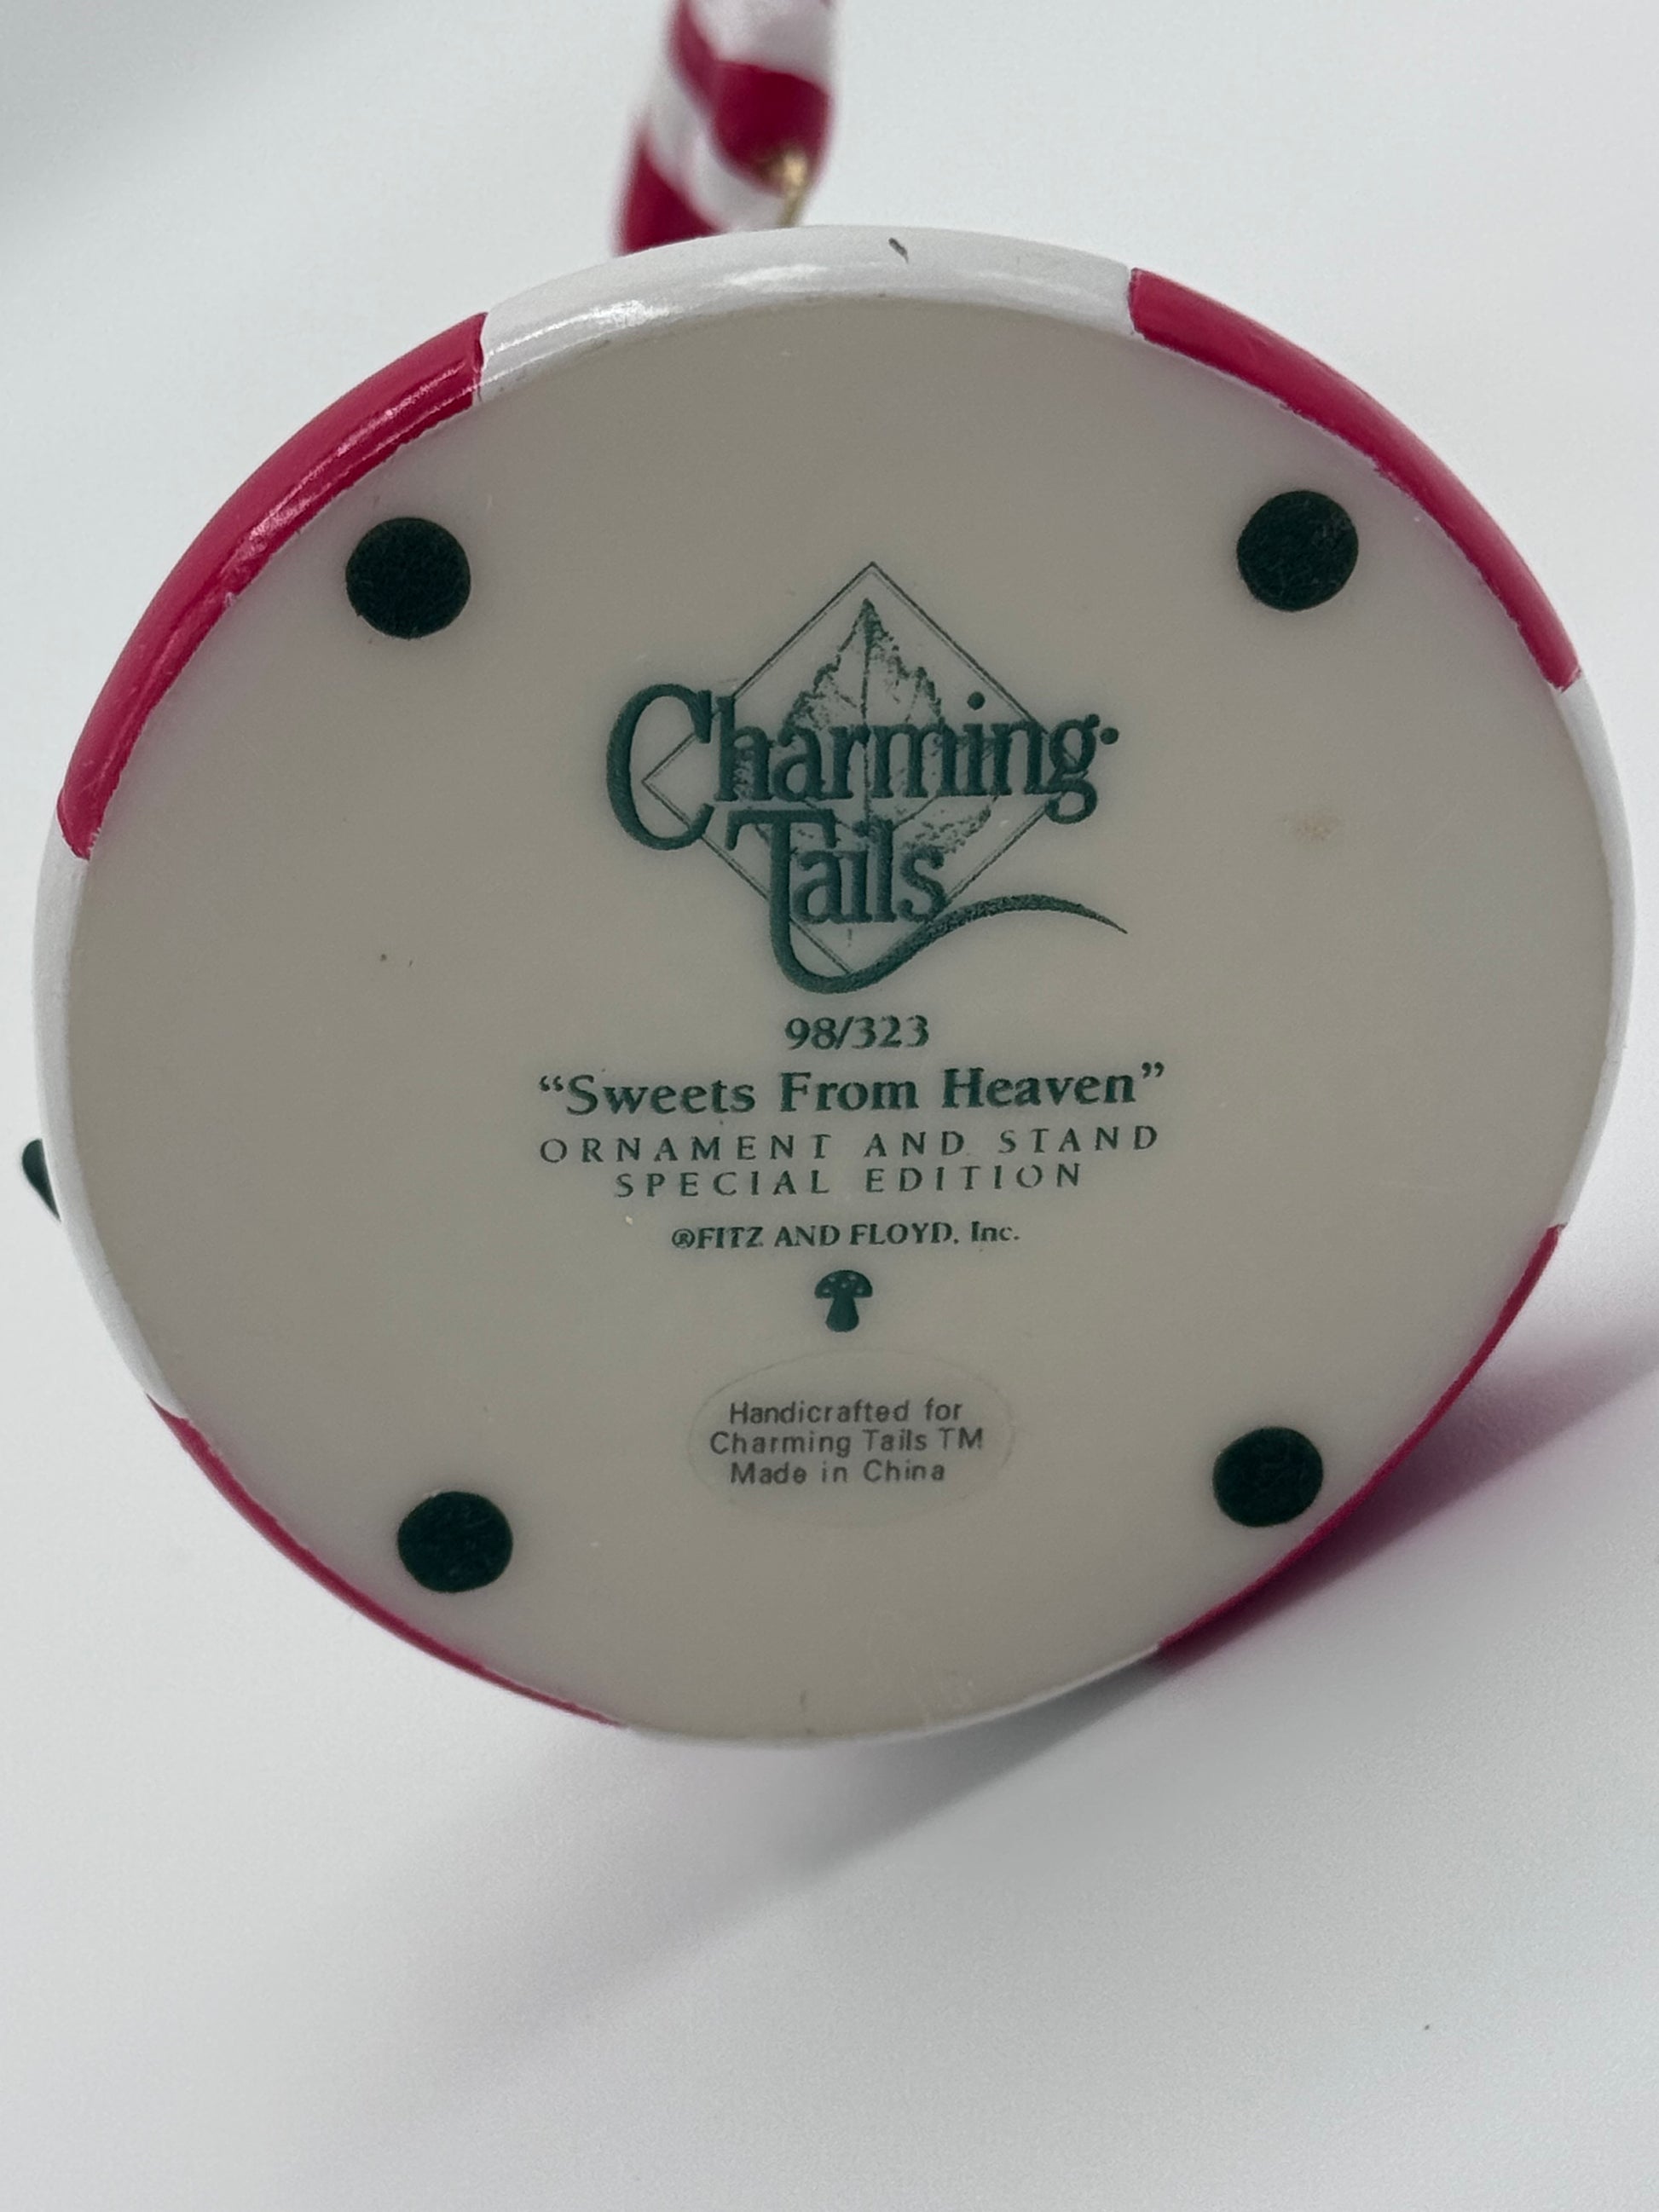 Charming
Tails
98/323
“Sweets From Heaven”
ORNAMENT AND STAND
SPECIAL EDITION
®FITZ AND FLOYD, Inc.
Handicrafted for
Charming Tails TM
Made in China